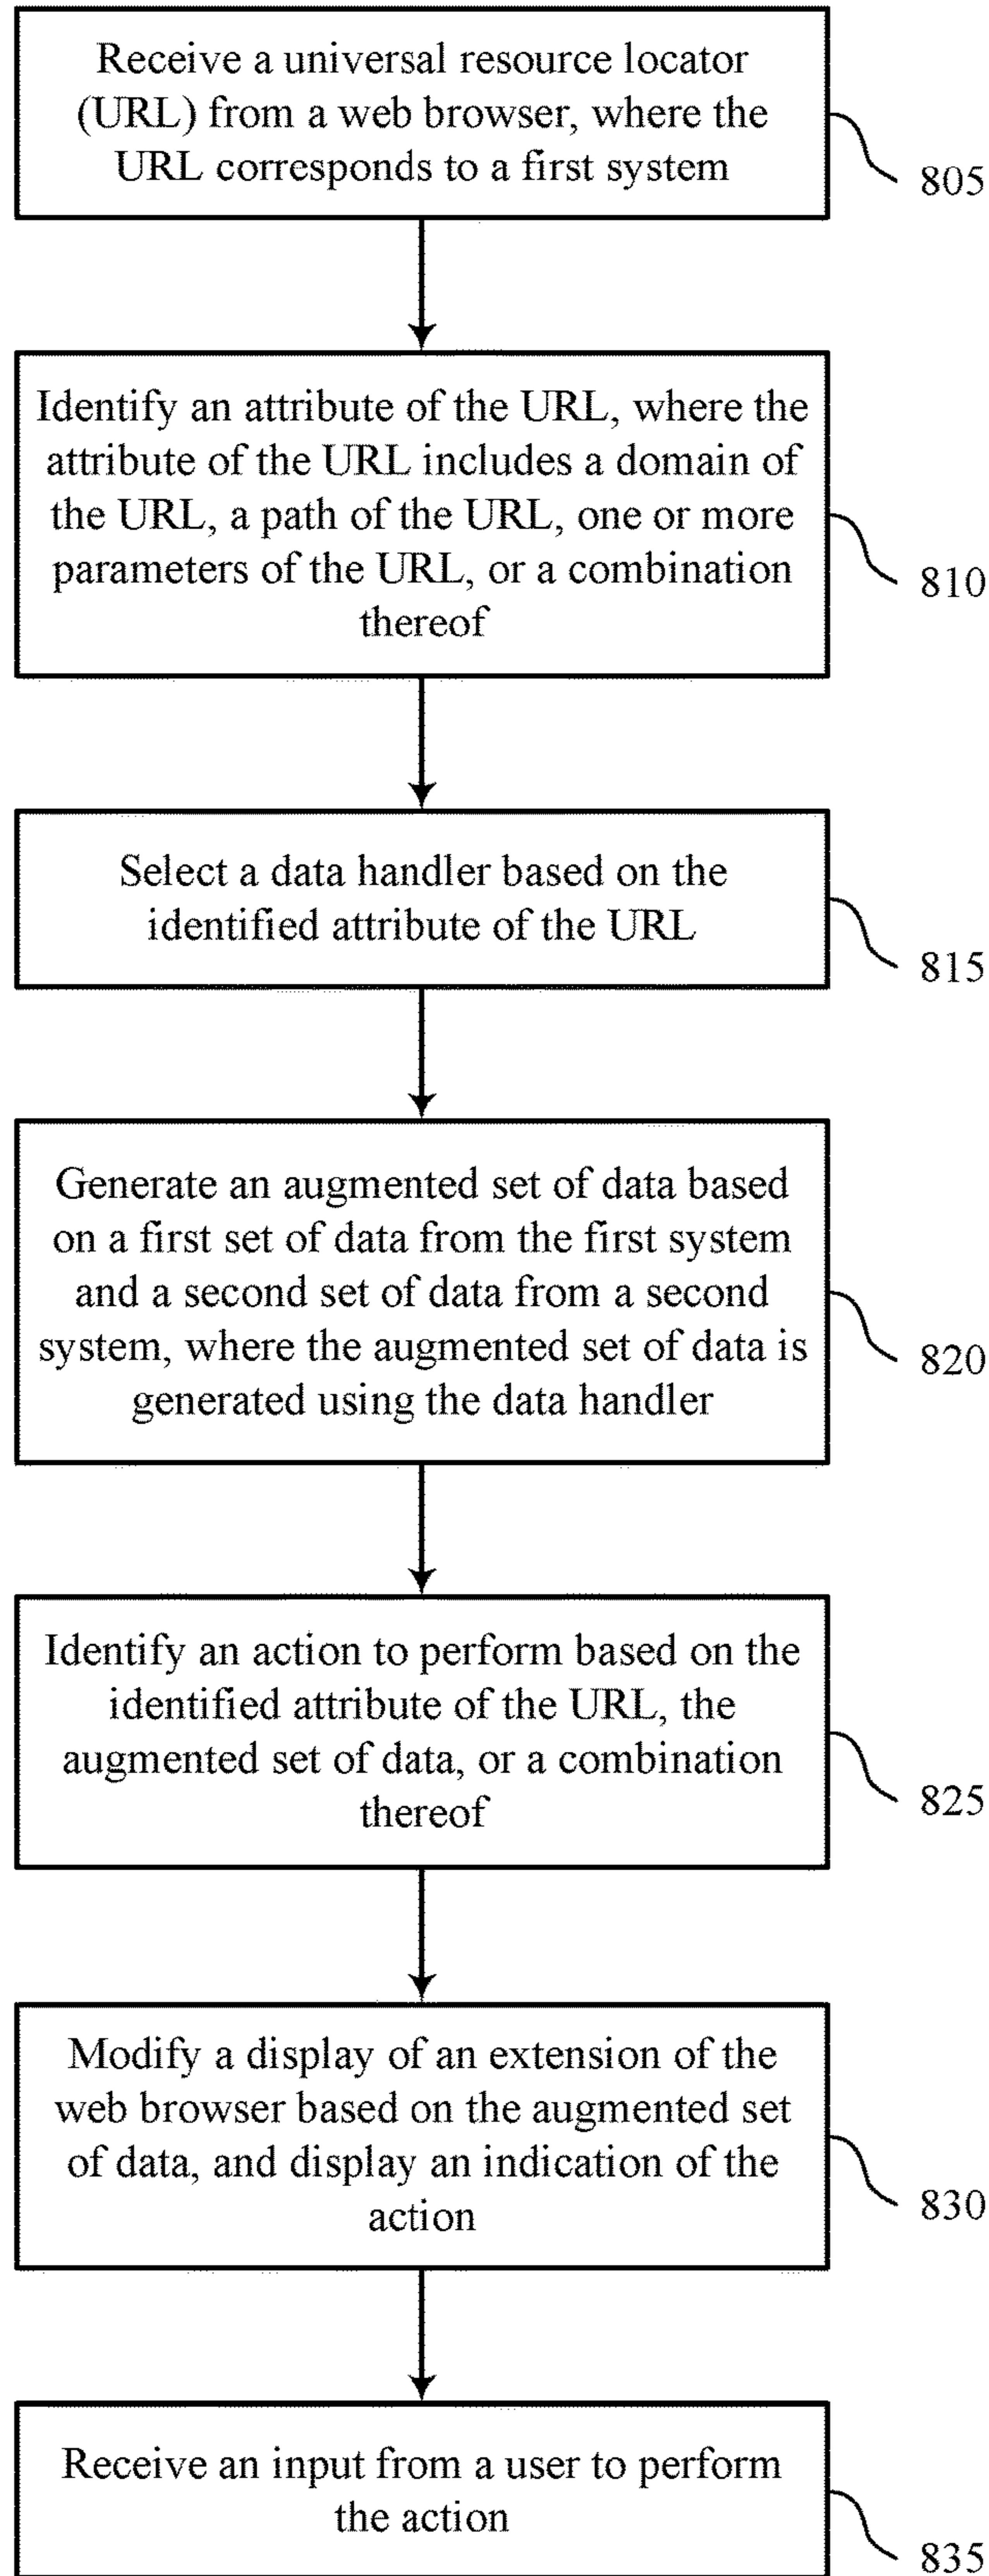 Receive a universal resource locator
(URL) from a web browser, where the
URL corresponds to a first system
805
Identify an attribute of the URL, where the
attribute of the URL includes a domain of
the URL, a path of the URL, one or more
parameters of the URL, or a combination
thereof
810
Select a data handler based on the
identified attribute of the URL
815
Generate an augmented set of data based
on a first set of data from the first system
and a second set of data from a second
system, where the augmented set of data is
generated using the data handler
820
Identify an action to perform based on the
identified attribute of the URL, the
augmented set of data, or a combination
thereof
825
Modify a display of an extension of the
web browser based on the augmented set
of data, and display an indication of the
action
830
Receive an input from a user to perform
the action
835